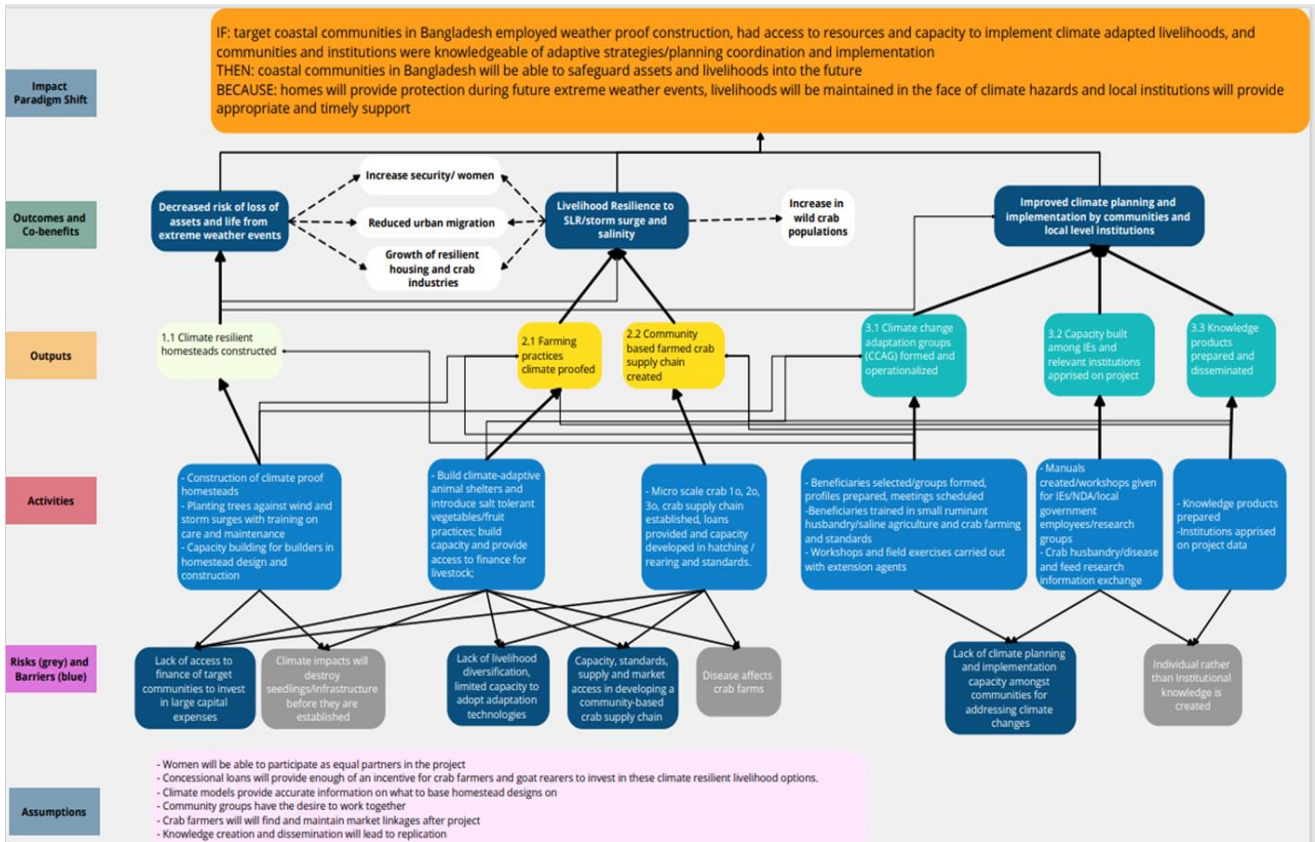 IF: target coastal communities in Bangladesh employed weather proof construction, had access to resources and capacity to implement climate adapted livelihoods, and
communities and institutions were knowledgeable of adaptive strategies/planning coordination and implementation
THEN: coastal communities in Bangladesh will be able to safeguard assets and livelihoods into the future
BECAUSE: homes will provide protection during future extreme weather events, livelihoods will be maintained in the face of climate hazards and local institutions will provide
appropriate and timely support
Impact
Paradigm Shift
Outcomes and
Co-benefits
Decreased risk of loss of
assets and life from
extreme weather events
Increase security/ women
Reduced urban migration
Growth of resilient
housing and crab
industries
Livelihood Resilience to
SLR/storm surge and
salinity
Increase in
wild crab
populations
Improved climate planning and
implementation by communities and
local level institutions
Outputs
1.1 Climate resilient
homesteads constructed
2.1 Farming
practices
climate proofed
2.2 Community
based farmed crab
supply chain
created
3.1 Climate change
adaptation groups
(CCAG) formed and
operationalized
3.2 Capacity built
among IEs and
relevant institutions
apprised on project
3.3 Knowledge
products
prepared and
disseminated
Activities
- Construction of climate proof
homesteads
- Planting trees against wind and
storm surges with training on
care and maintenance
- Capacity building for builders in
homestead design and
construction
- Build climate-adaptive
animal shelters and
introduce salt tolerant
vegetables/fruit
practices; build
capacity and provide
access to finance for
livestock;
- Micro scale crab 1o, 2o,
3o, crab supply chain
established, loans
provided and capacity
developed in hatching /
rearing and standards.
- Beneficiaries selected/groups formed,
profiles prepared, meetings scheduled
-Beneficiaries trained in small ruminant
husbandry/saline agriculture and crab farming
and standards
- Workshops and field exercises carried out
with extension agents
- Manuals
created/workshops given
for IEs/NDA/local
government
employees/research
groups
- Crab husbandry/disease
and feed research
information exchange
- Knowledge products
prepared
-Institutions apprised
on project data
Risks (grey) and
Barriers (blue)
Lack of access to
finance of target
communities to invest
in large capital
expenses
Climate impacts will
destroy
seedlings/infrastructure
before they are
established
Lack of livelihood
diversification,
limited capacity to
adopt adaptation
technologies
Capacity, standards,
supply and market
access in developing a
community-based
crab supply chain
Disease affects
crab farms
Lack of climate planning
and implementation
capacity amongst
communities for
addressing climate
changes
Individual rather
than Institutional
knowledge is
created
Assumptions
- Women will be able to participate as equal partners in the project
- Concessional loans will provide enough of an incentive for crab farmers and goat rearers to invest in these climate resilient livelihood options.
- Climate models provide accurate information on what to base homestead designs on
- Community groups have the desire to work together
- Crab farmers will will find and maintain market linkages after project
- Knowledge creation and dissemination will lead to replication